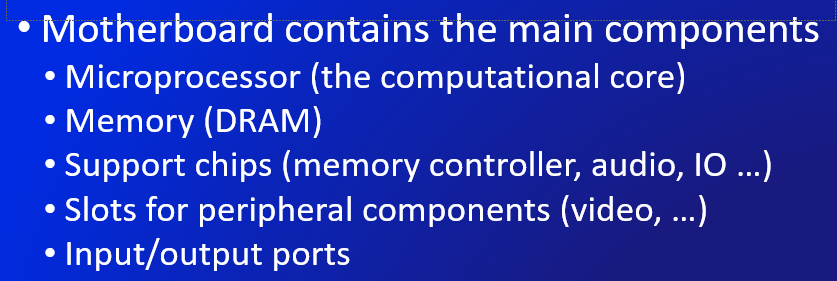 • Motherboard contains the main components
• Microprocessor (the computational core)
• Memory (DRAM)
• Support chips (memory controller, audio, IO …)
• Slots for peripheral components (video, …)
• Input/output ports